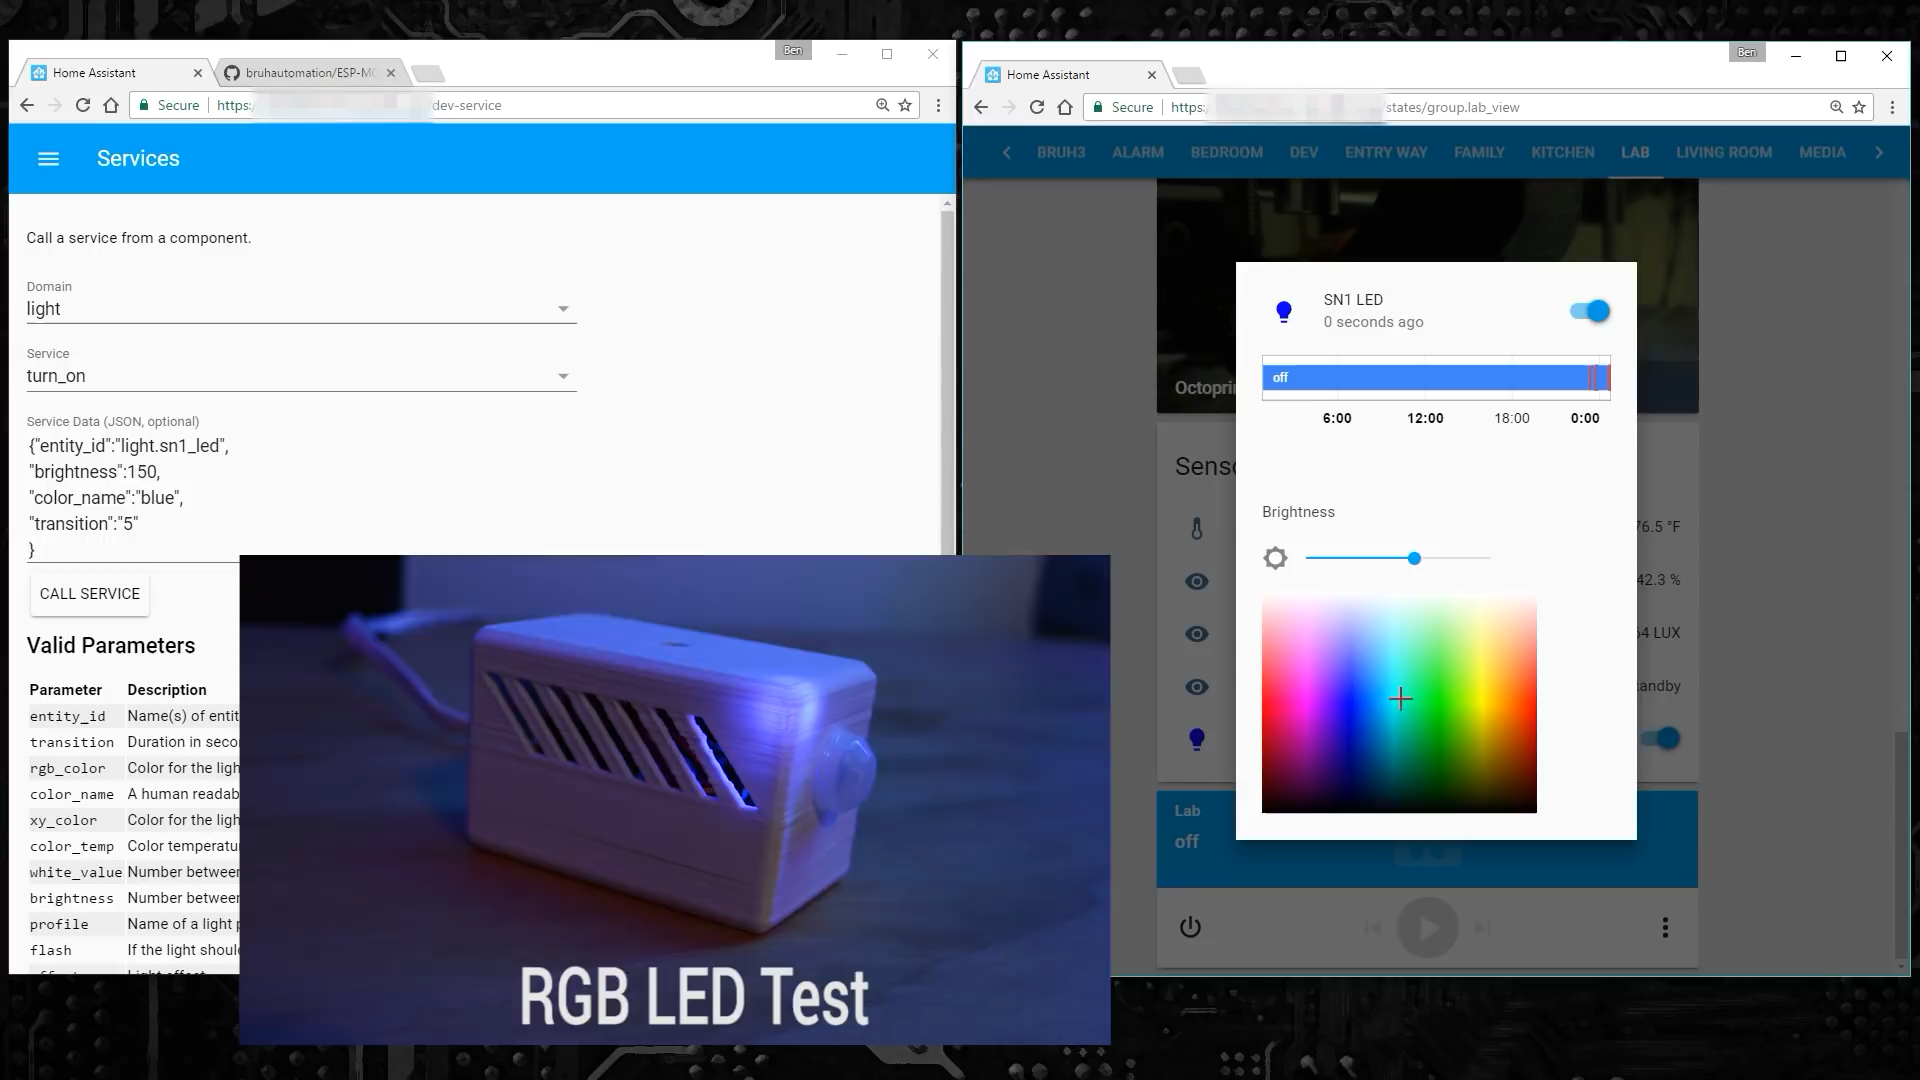 Ben
Home Assistant
bruhautomation/ESP-MC
Secure
https:
/dev-service
Services
Call a service from a component.
Domain
light
Service
turn_on
Service Data (JSON, optional)
{"entity_id":"light.sn1_led",
"brightness":150,
"color_name":"blue",
"transition":"5"
}
CALL SERVICE
Valid Parameters
Parameter Description
entity_id Name(s) of entit
transition Duration in seco
rgb_color Color for the ligh
color_name A human readab
xy_color Color for the ligh
color_temp Color temperatu
white_value Number between
brightness Number between
profile Name of a light p
flash If the light shoul
RGB LED Test
Ben
Home Assistant
Secure
https:
/states/group.lab_view
BRUH3 ALARM BEDROOM DEV ENTRY WAY FAMILY KITCHEN LAB LIVING ROOM MEDIA
Octopri
SN1 LED
0 seconds ago
off
6:00 12:00 18:00 0:00
Brightness
Senso
76.5 °F
42.3 %
64 LUX
andby
Lab
off